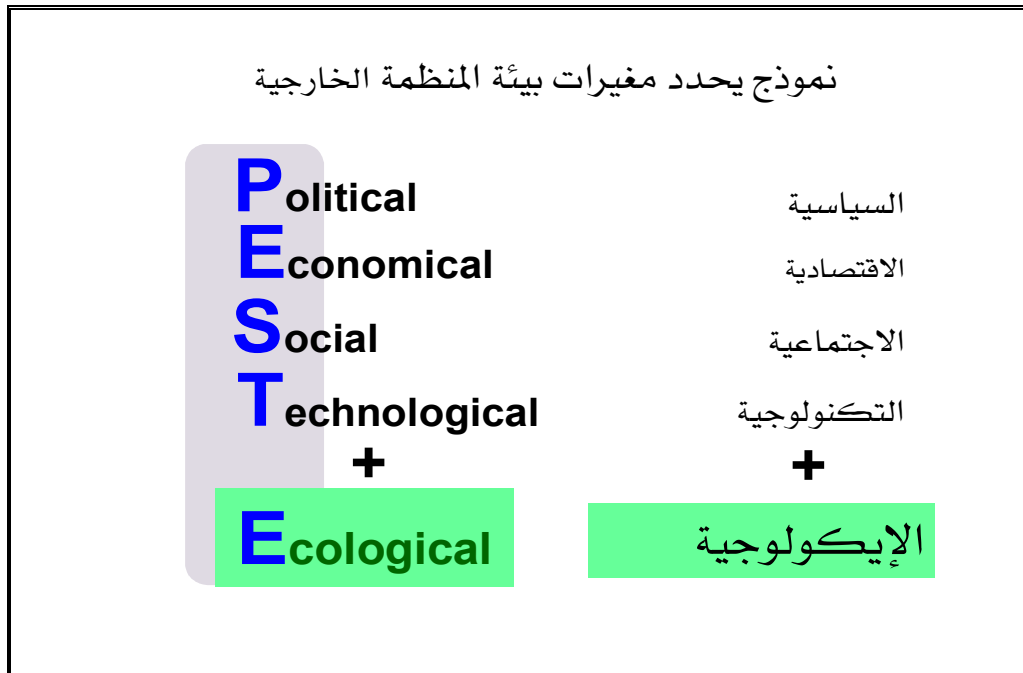 نموذج يحدد مغيرات بيئة المنظمة الخارجية
Political السياسية
Economical الاقتصادية
Social الاجتماعية
Technological التكنولوجية
+ +
Ecological الإيكولوجية